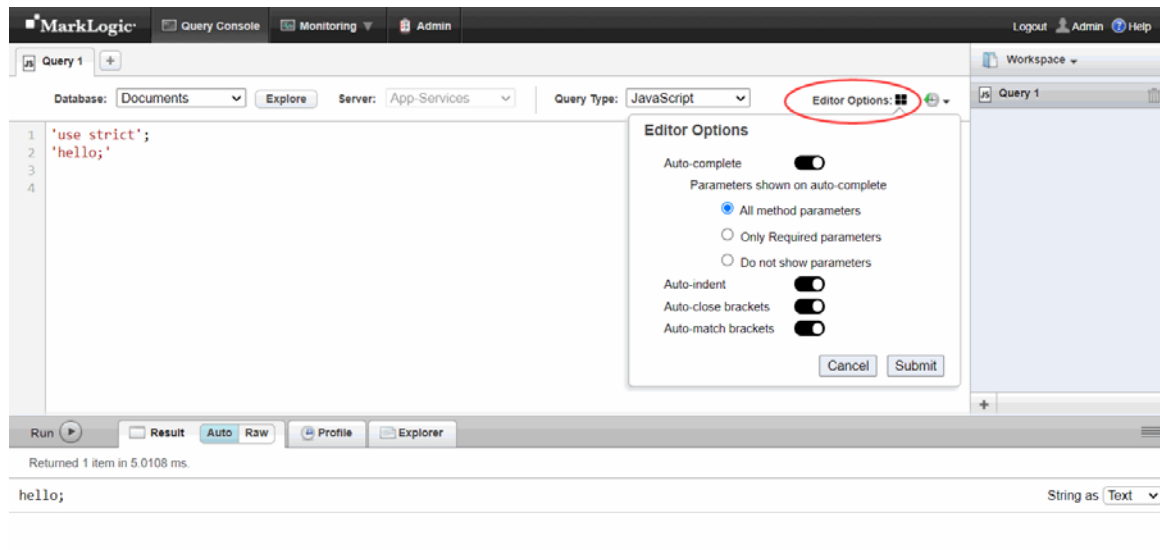 MarkLogic Query Console Monitoring Admin Logout Admin Help
JS Query 1 + Workspace
Database: Documents Explore Server: App-Services Query Type: JavaScript Editor Options: JS Query 1
1 'use strict';
2 'hello;'
3
4
Editor Options
Auto-complete
Parameters shown on auto-complete
All method parameters
Only Required parameters
Do not show parameters
Auto-indent
Auto-close brackets
Auto-match brackets
Cancel Submit
+
Run Result Auto Raw Profile Explorer
Returned 1 item in 5.0108 ms.
hello; String as Text